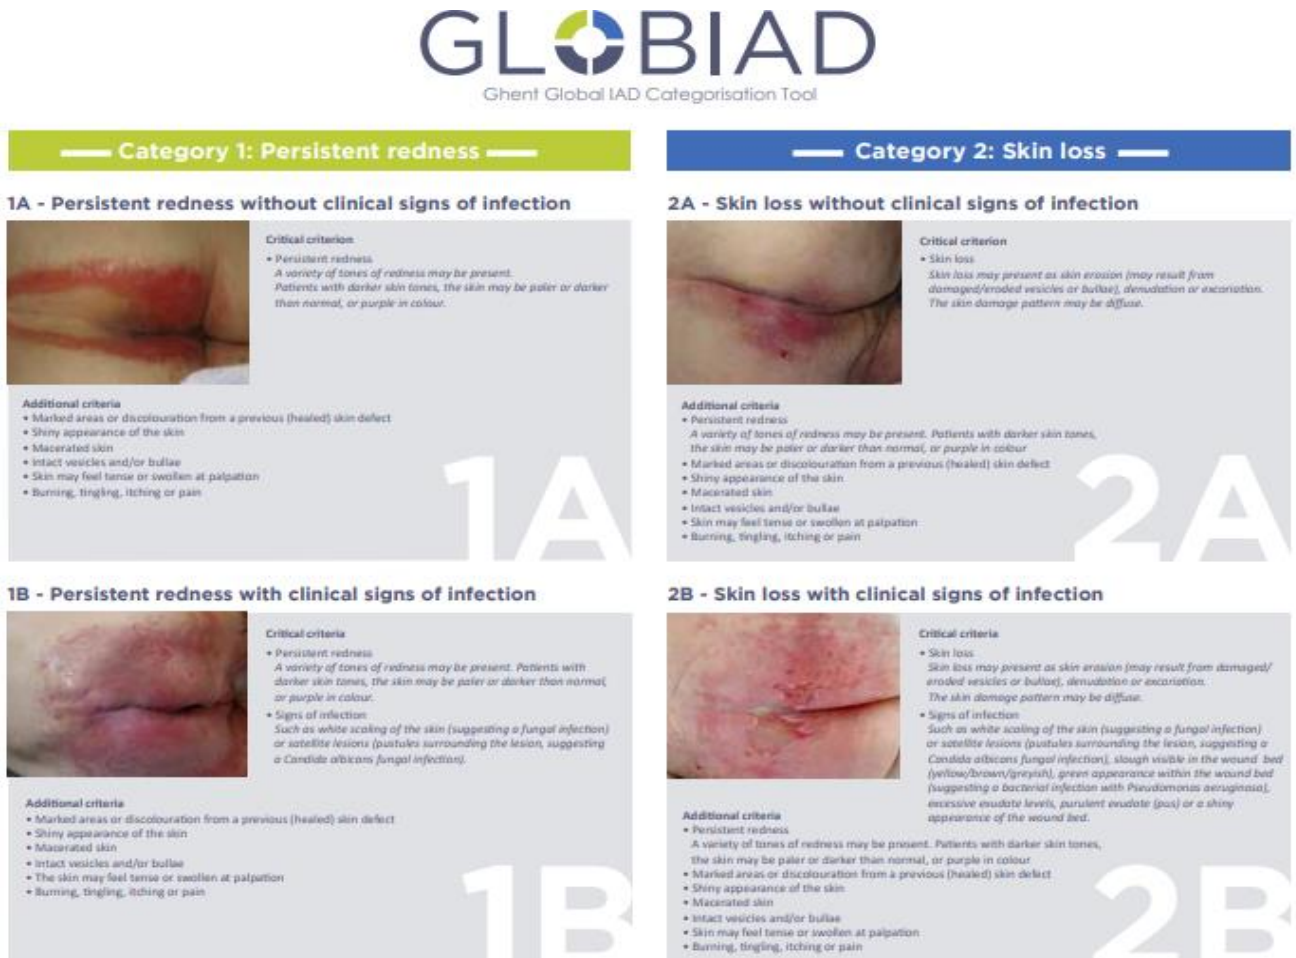 GLOBIAD
Ghent Global IAD Categorisation Tool
Category 1: Persistent redness
1A - Persistent redness without clinical signs of infection
Critical criterion
• Persistent redness
A variety of tones of redness may be present.
Patients with darker skin tones, the skin may be paler or darker
than normal, or purple in colour.
Additional criteria
• Marked areas or discolouration from a previous (healed) skin defect
• Shiny appearance of the skin
• Macerated skin
• Intact vesicles and/or bullae
• Skin may feel tense or swollen at palpation
• Burning, tingling, itching or pain
1A
Category 2: Skin loss
2A - Skin loss without clinical signs of infection
Critical criterion
• Skin loss
Skin loss may present as skin erosion (may result from
damaged/eroded vesicles or bullae), denudation or excoriation.
The skin damage pattern may be diffuse.
Additional criteria
• Persistent redness
A variety of tones of redness may be present. Patients with darker skin tones,
the skin may be paler or darker than normal, or purple in colour
• Marked areas or discolouration from a previous (healed) skin defect
• Shiny appearance of the skin
• Macerated skin
• Intact vesicles and/or bullae
• Skin may feel tense or swollen at palpation
• Burning, tingling, itching or pain
2A
1B - Persistent redness with clinical signs of infection
Critical criteria
• Persistent redness
A variety of tones of redness may be present. Patients with
darker skin tones, the skin may be paler or darker than normal,
or purple in colour.
• Signs of infection
Such as white scaling of the skin (suggesting a fungal infection)
or satellite lesions (pustules surrounding the lesion, suggesting
a Candida albicans fungal infection).
Additional criteria
• Marked areas or discolouration from a previous (healed) skin defect
• Shiny appearance of the skin
• Macerated skin
• Intact vesicles and/or bullae
• The skin may feel tense or swollen at palpation
• Burning, tingling, itching or pain
1B
2B - Skin loss with clinical signs of infection
Critical criteria
• Skin loss
Skin loss may present as skin erosion (may result from damaged/
eroded vesicles or bullae), denudation or excoriation.
The skin damage pattern may be diffuse.
• Signs of infection
Such as white scaling of the skin (suggesting a fungal infection)
or satellite lesions (pustules surrounding the lesion, suggesting a
Candida albicans fungal infection), slough visible in the wound bed
(yellow/brown/greyish), green appearance within the wound bed
(suggesting a bacterial infection with Pseudomonas aeruginosa),
excessive exudate levels, purulent exudate (pus) or a shiny
appearance of the wound bed.
Additional criteria
• Persistent redness
A variety of tones of redness may be present. Patients with darker skin tones,
the skin may be paler or darker than normal, or purple in colour
• Marked areas or discolouration from a previous (healed) skin defect
• Shiny appearance of the skin
• Macerated skin
• Intact vesicles and/or bullae
• Skin may feel tense or swollen at palpation
• Burning, tingling, itching or pain
2B